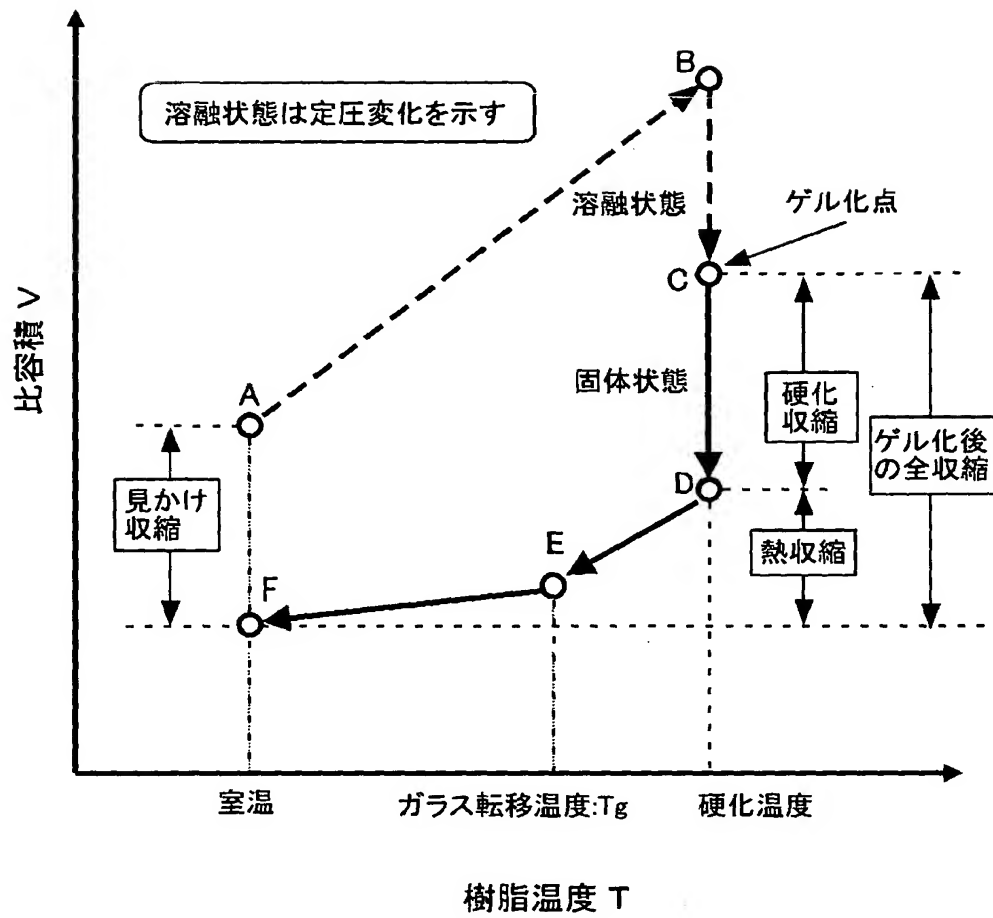 溶融状態は定圧変化を示す
B
溶融状態
ゲル化点
C
比容積 V
A
固体状態
硬化
収縮
ゲル化後
の全収縮
見かけ
収縮
D
E
熱収縮
F
室温
ガラス転移温度:Tg
硬化温度
樹脂温度 T